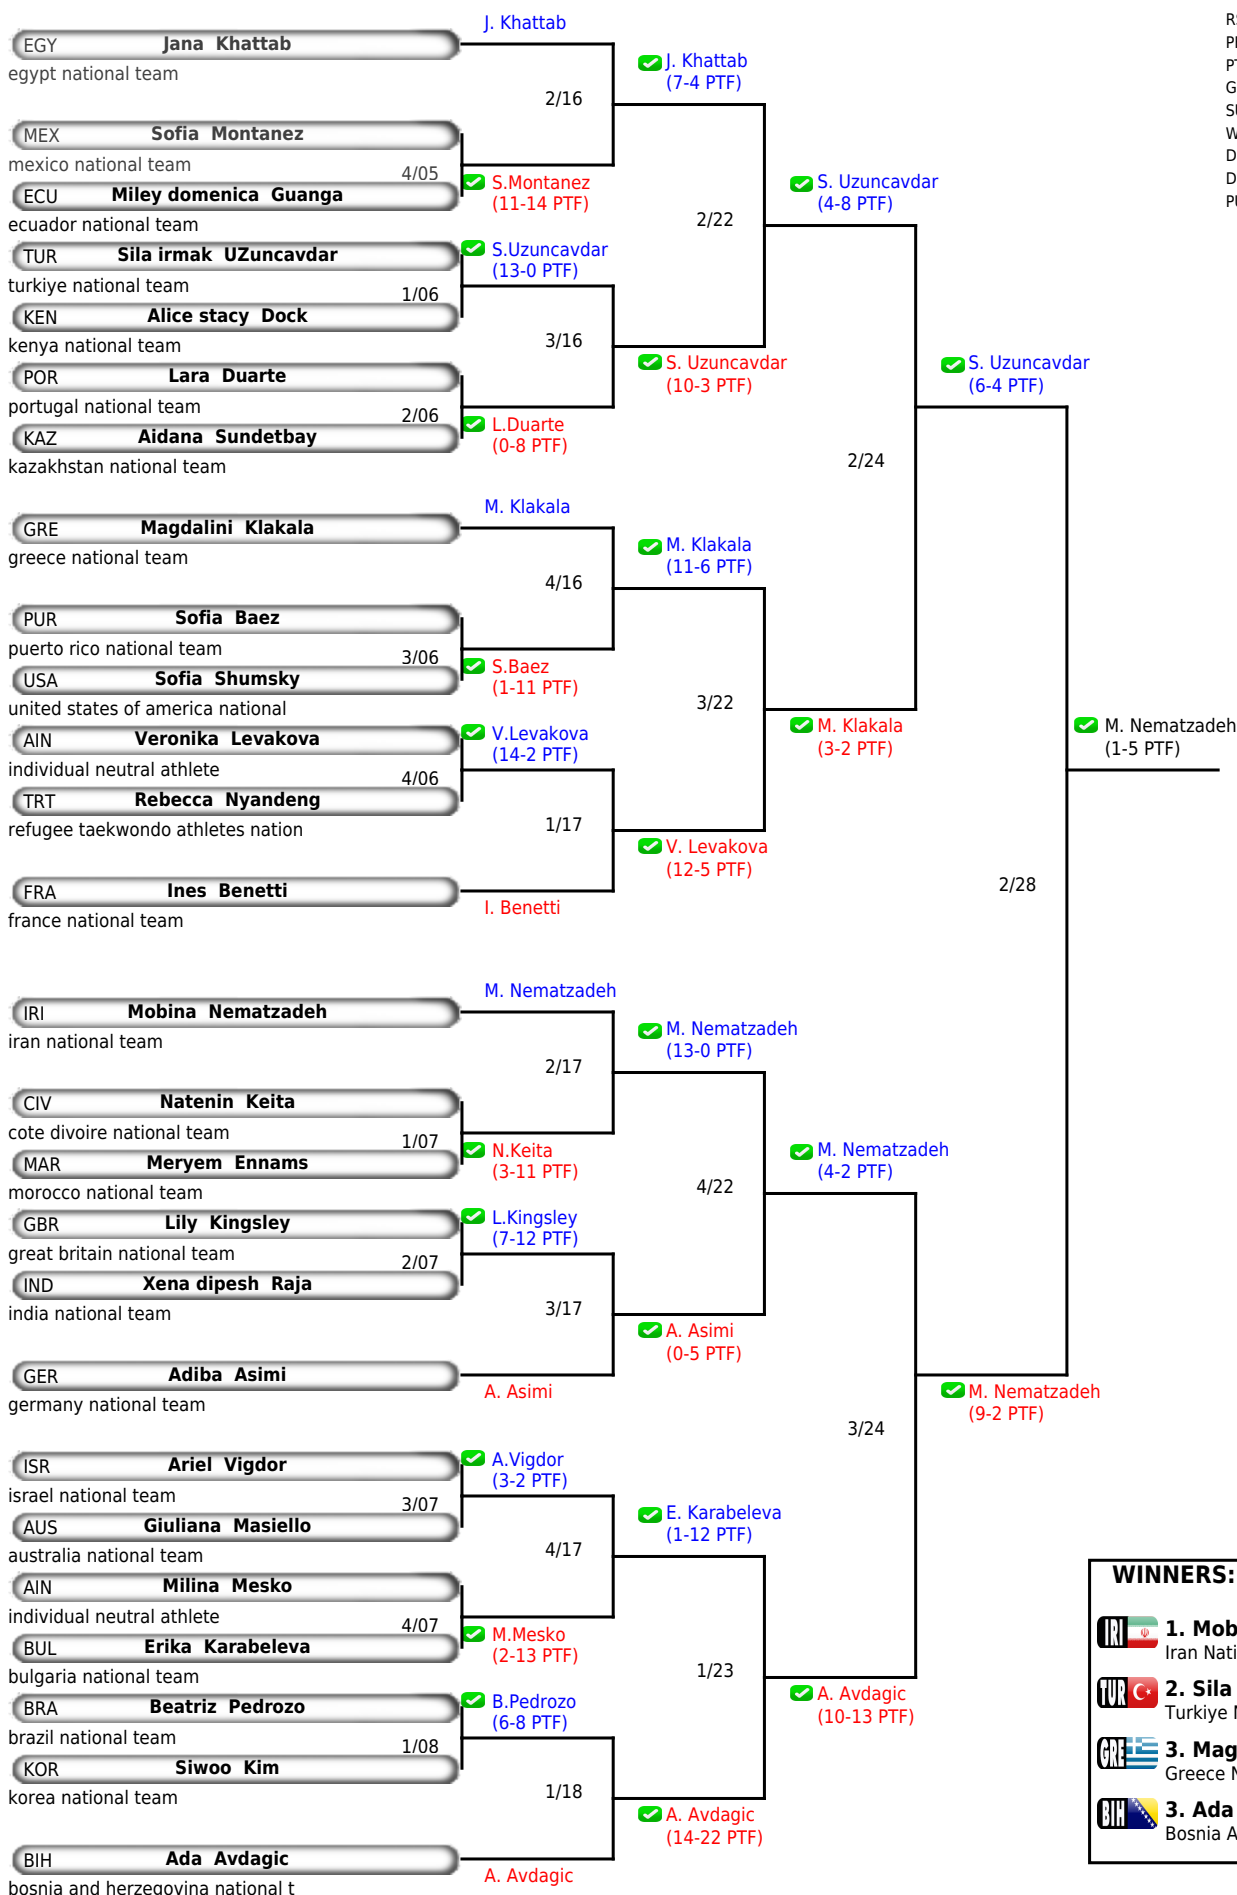 J. Khattab
EGY Jana Khattab
egypt national team
J. Khattab
(7-4 PTF)
2/16
MEX Sofia Montanez
mexico national team
4/05
ECU Miley domenica Guanga
ecuador national team
S.Montanez
(11-14 PTF)
S. Uzuncavdar
(4-8 PTF)
2/22
TUR Sila irmak UZuncavdar
turkiye national team
1/06
KEN Alice stacy Dock
kenya national team
S.Uzuncavdar
(13-0 PTF)
3/16
POR Lara Duarte
portugal national team
2/06
KAZ Aidana Sundetbay
kazakhstan national team
L.Duarte
(0-8 PTF)
S. Uzuncavdar
(10-3 PTF)
S. Uzuncavdar
(6-4 PTF)
2/24
M. Klakala
GRE Magdalini Klakala
greece national team
M. Klakala
(11-6 PTF)
4/16
PUR Sofia Baez
puerto rico national team
3/06
USA Sofia Shumsky
united states of america national
S.Baez
(1-11 PTF)
3/22
AIN Veronika Levakova
individual neutral athlete
4/06
TRT Rebecca Nyandeng
refugee taekwondo athletes nation
V.Levakova
(14-2 PTF)
M. Klakala
(3-2 PTF)
M. Nematzadeh
(1-5 PTF)
1/17
V. Levakova
(12-5 PTF)
FRA Ines Benetti
france national team
I. Benetti
2/28
M. Nematzadeh
IRI Mobina Nematzadeh
iran national team
M. Nematzadeh
(13-0 PTF)
2/17
CIV Natenin Keita
cote divoire national team
1/07
MAR Meryem Ennams
morocco national team
N.Keita
(3-11 PTF)
M. Nematzadeh
(4-2 PTF)
4/22
GBR Lily Kingsley
great britain national team
2/07
IND Xena dipesh Raja
india national team
L.Kingsley
(7-12 PTF)
3/17
A. Asimi
(0-5 PTF)
GER Adiba Asimi
germany national team
A. Asimi
M. Nematzadeh
(9-2 PTF)
3/24
ISR Ariel Vigdor
israel national team
3/07
AUS Giuliana Masiello
australia national team
A.Vigdor
(3-2 PTF)
E. Karabeleva
(1-12 PTF)
4/17
AIN Milina Mesko
individual neutral athlete
4/07
BUL Erika Karabeleva
bulgaria national team
M.Mesko
(2-13 PTF)
1/23
BRA Beatriz Pedrozo
brazil national team
1/08
KOR Siwoo Kim
korea national team
B.Pedrozo
(6-8 PTF)
A. Avdagic
(10-13 PTF)
1/18
A. Avdagic
(14-22 PTF)
BIH Ada Avdagic
bosnia and herzegovina national t
A. Avdagic
WINNERS:
IRI 1. Mob
Iran Nati
TUR 2. Sila
Turkiye
GRE 3. Mag
Greece
BIH 3. Ada
Bosnia A